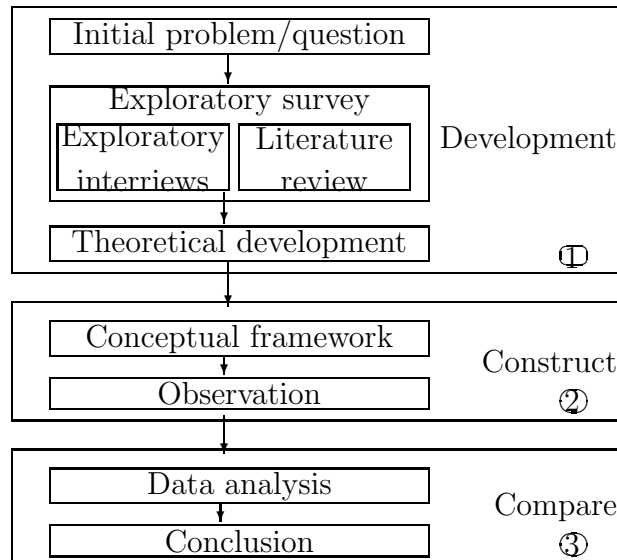 Initial problem/question
Exploratory survey
Exploratory
interriews
Literature
review
Development
Theoretical development
①
Conceptual framework
Construct
Observation
②
Data analysis
Compare
Conclusion
③